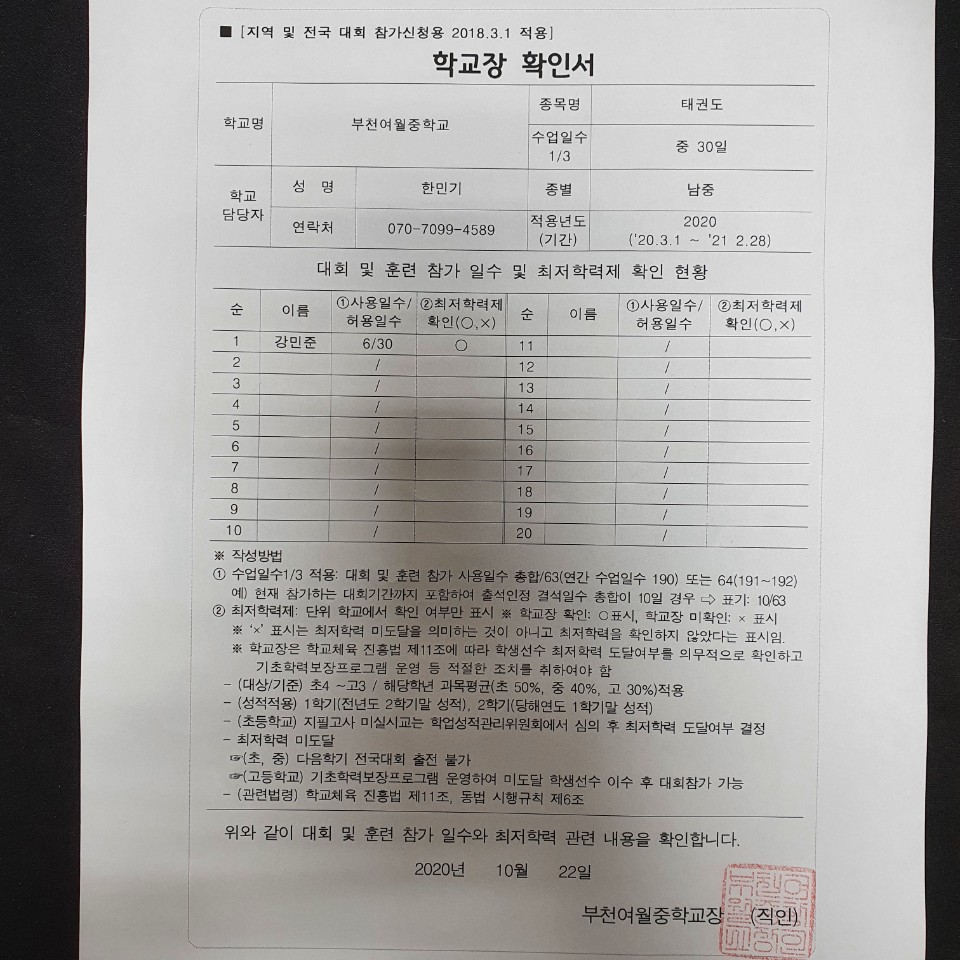 ■ [지역 및 전국 대회 참가신청용 2018.3.1 적용]
학교장 확인서
학교명 부천여월중학교 종목명 태권도
수업일수 1/3 중 30일
학교 담당자 성 명 한민기 종별 남중
연락처 070-7099-4589 적용년도 (기간) 2020 ('20.3.1 ~ '21 2.28)
대회 및 훈련 참가 일수 및 최저학력제 확인 현황
순 이름 ①사용일수/허용일수 ②최저학력제 확인(○,×) 순 이름 ①사용일수/허용일수 ②최저학력제 확인(○,×)
1 강민준 6/30 ○ 11 /
2 / 12 /
3 / 13 /
4 / 14 /
5 / 15 /
6 / 16 /
7 / 17 /
8 / 18 /
9 / 19 /
10 / 20 /
※ 작성방법
① 수업일수1/3 적용: 대회 및 훈련 참가 사용일수 총합/63(연간 수업일수 190) 또는 64(191~192)
예) 현재 참가하는 대회기간까지 포함하여 출석인정 결석일수 총합이 10일 경우 ⇨ 표기: 10/63
② 최저학력제: 단위 학교에서 확인 여부만 표시 ※ 학교장 확인: ○표시, 학교장 미확인: × 표시
※ '×' 표시는 최저학력 미도달을 의미하는 것이 아니고 최저학력을 확인하지 않았다는 표시임.
※ 학교장은 학교체육 진흥법 제11조에 따라 학생선수 최저학력 도달여부를 의무적으로 확인하고
기초학력보장프로그램 운영 등 적절한 조치를 취하여야 함
- (대상/기준) 초4 ~고3 / 해당학년 과목평균(초 50%, 중 40%, 고 30%)적용
- (성적적용) 1학기(전년도 2학기말 성적), 2학기(당해연도 1학기말 성적)
- (초등학교) 지필고사 미실시교는 학업성적관리위원회에서 심의 후 최저학력 도달여부 결정
- 최저학력 미도달
☞(초, 중) 다음학기 전국대회 출전 불가
☞(고등학교) 기초학력보장프로그램 운영하여 미도달 학생선수 이수 후 대회참가 가능
- (관련법령) 학교체육 진흥법 제11조, 동법 시행규칙 제6조
위와 같이 대회 및 훈련 참가 일수와 최저학력 관련 내용을 확인합니다.
2020년 10월 22일
부천여월중학교장 (직인)